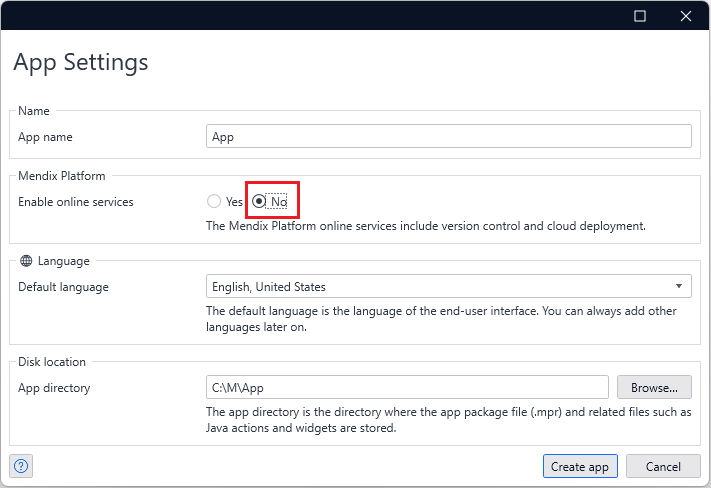 App Settings
Name
App name
App
Mendix Platform
Enable online services
Yes
No
The Mendix Platform online services include version control and cloud deployment.
Language
Default language
English, United States
The default language is the language of the end-user interface. You can always add other
languages later on.
Disk location
App directory
C:\M\App
Browse...
The app directory is the directory where the app package file (.mpr) and related files such as
Java actions and widgets are stored.
?
Create app
Cancel